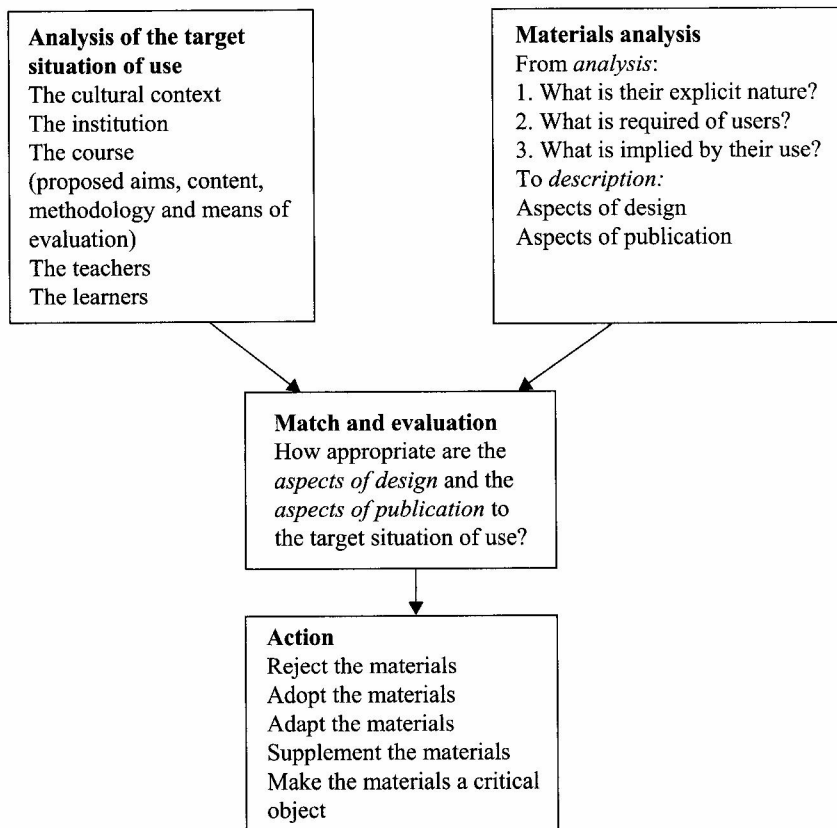 Analysis of the target
situation of use
The cultural context
The institution
The course
(proposed aims, content,
methodology and means of
evaluation)
The teachers
The learners
Materials analysis
From analysis:
1. What is their explicit nature?
2. What is required of users?
3. What is implied by their use?
To description:
Aspects of design
Aspects of publication
Match and evaluation
How appropriate are the
aspects of design and the
aspects of publication to
the target situation of use?
Action
Reject the materials
Adopt the materials
Adapt the materials
Supplement the materials
Make the materials a critical
object